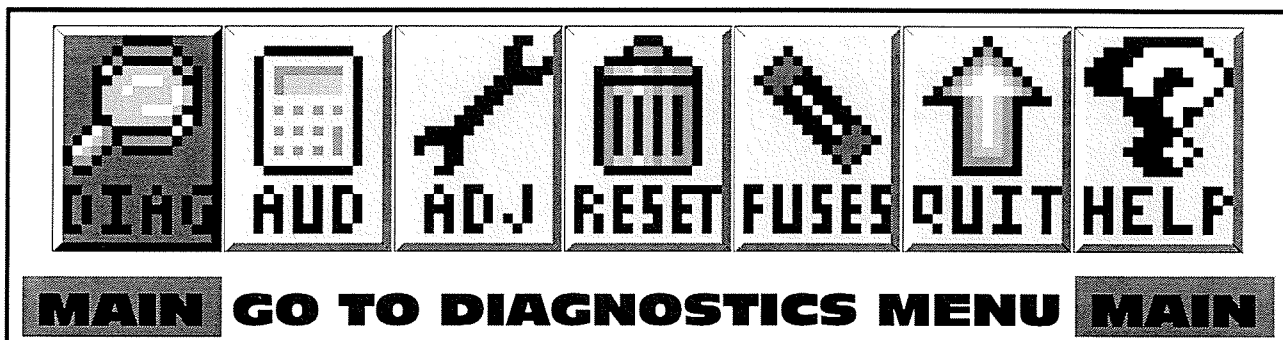 DIAG AUD ADJ RESET FUSES QUIT HELP
MAIN GO TO DIAGNOSTICS MENU MAIN